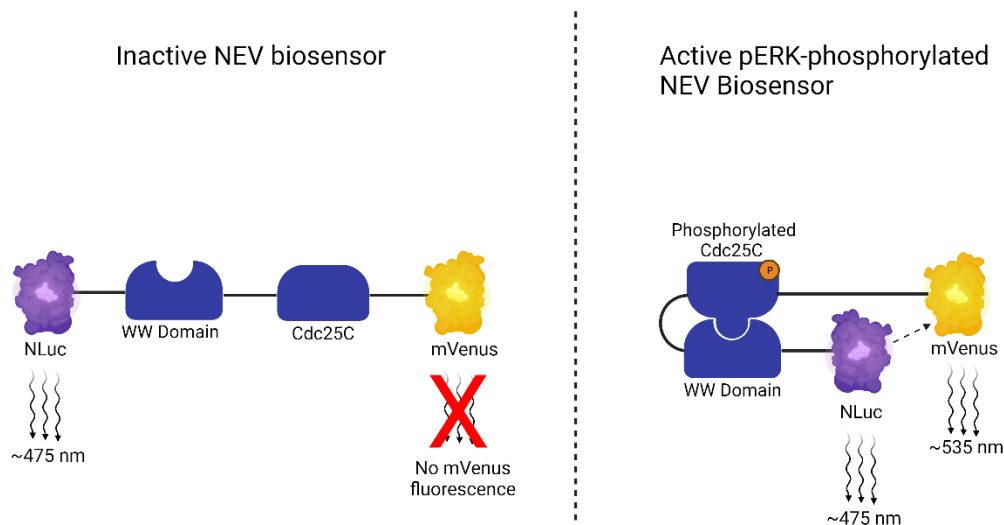 Inactive NEV biosensor
NLuc
WW Domain
Cdc25C
mVenus
~475 nm
No mVenus
fluorescence
Active pERK-phosphorylated
NEV Biosensor
Phosphorylated
Cdc25C
P
WW Domain
NLuc
mVenus
~535 nm
~475 nm